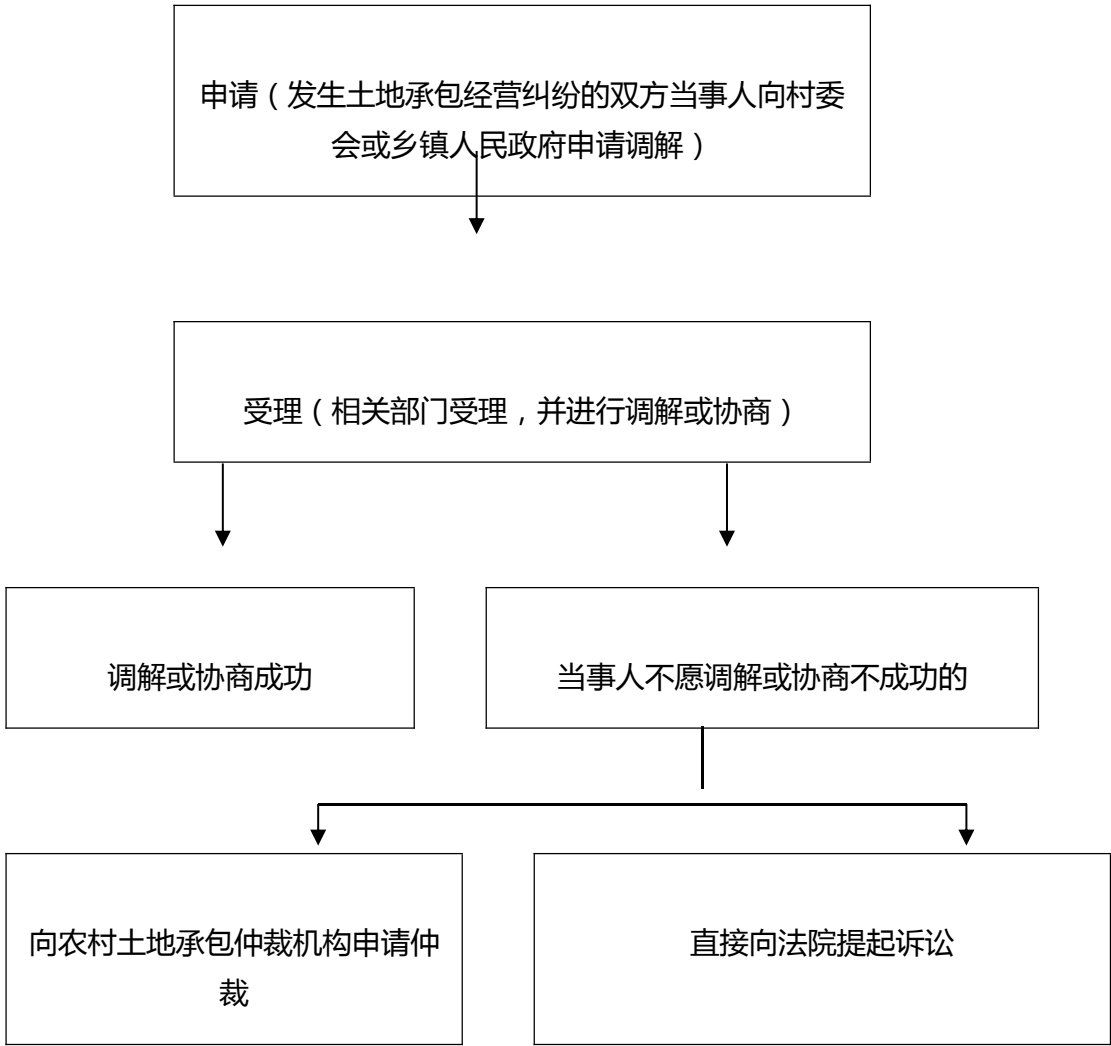 申请（发生土地承包经营纠纷的双方当事人向村委
会或乡镇人民政府申请调解）
受理（相关部门受理，并进行调解或协商）
调解或协商成功
当事人不愿调解或协商不成功的
向农村土地承包仲裁机构申请仲
裁
直接向法院提起诉讼